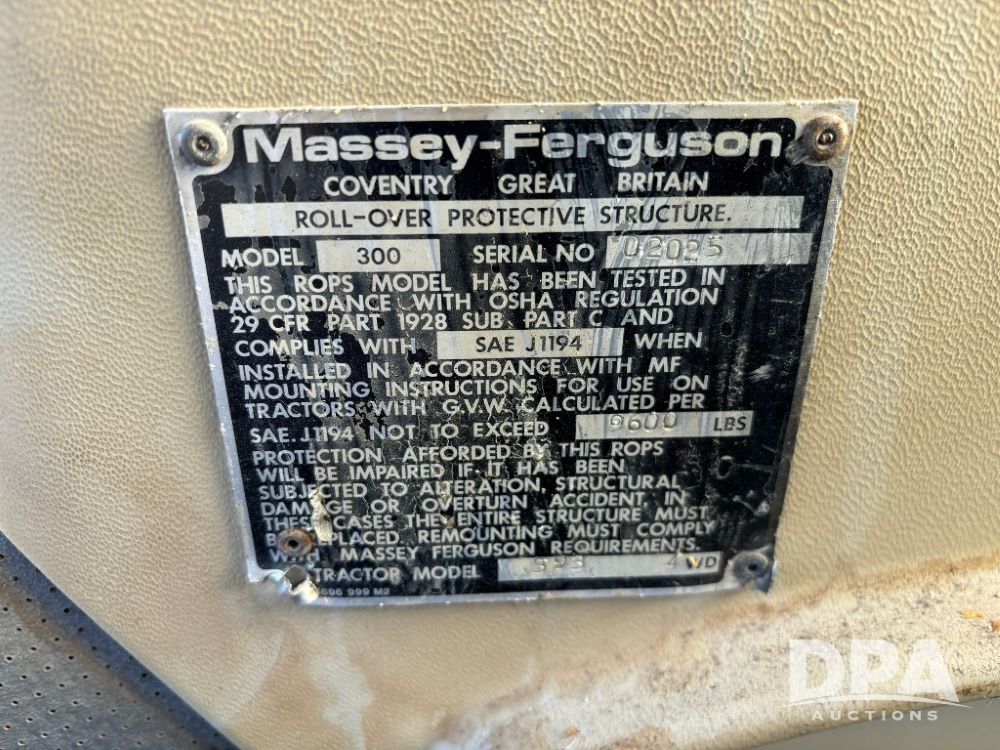 Massey-Ferguson
COVENTRY GREAT BRITAIN
ROLL-OVER PROTECTIVE STRUCTURE.
MODEL 300 SERIAL NO 02025
THIS ROPS MODEL HAS BEEN TESTED IN
ACCORDANCE WITH OSHA REGULATION
29 CFR PART 1928 SUB. PART C AND
COMPLIES WITH SAE J1194 WHEN
INSTALLED IN ACCORDANCE WITH MF
MOUNTING INSTRUCTIONS FOR USE ON
TRACTORS WITH G.V.W. CALCULATED PER
SAE. J1194 NOT TO EXCEED 9600 LBS
PROTECTION AFFORDED BY THIS ROPS
WILL BE IMPAIRED IF IT HAS BEEN
SUBJECTED TO ALTERATION, STRUCTURAL
DAMAGE OR OVERTURN ACCIDENT. IN
THESE CASES THE ENTIRE STRUCTURE MUST
BE REPLACED. REMOUNTING MUST COMPLY
WITH MASSEY FERGUSON REQUIREMENTS.
TRACTOR MODEL 4WD
696 999 M2
DPA
AUCTIONS